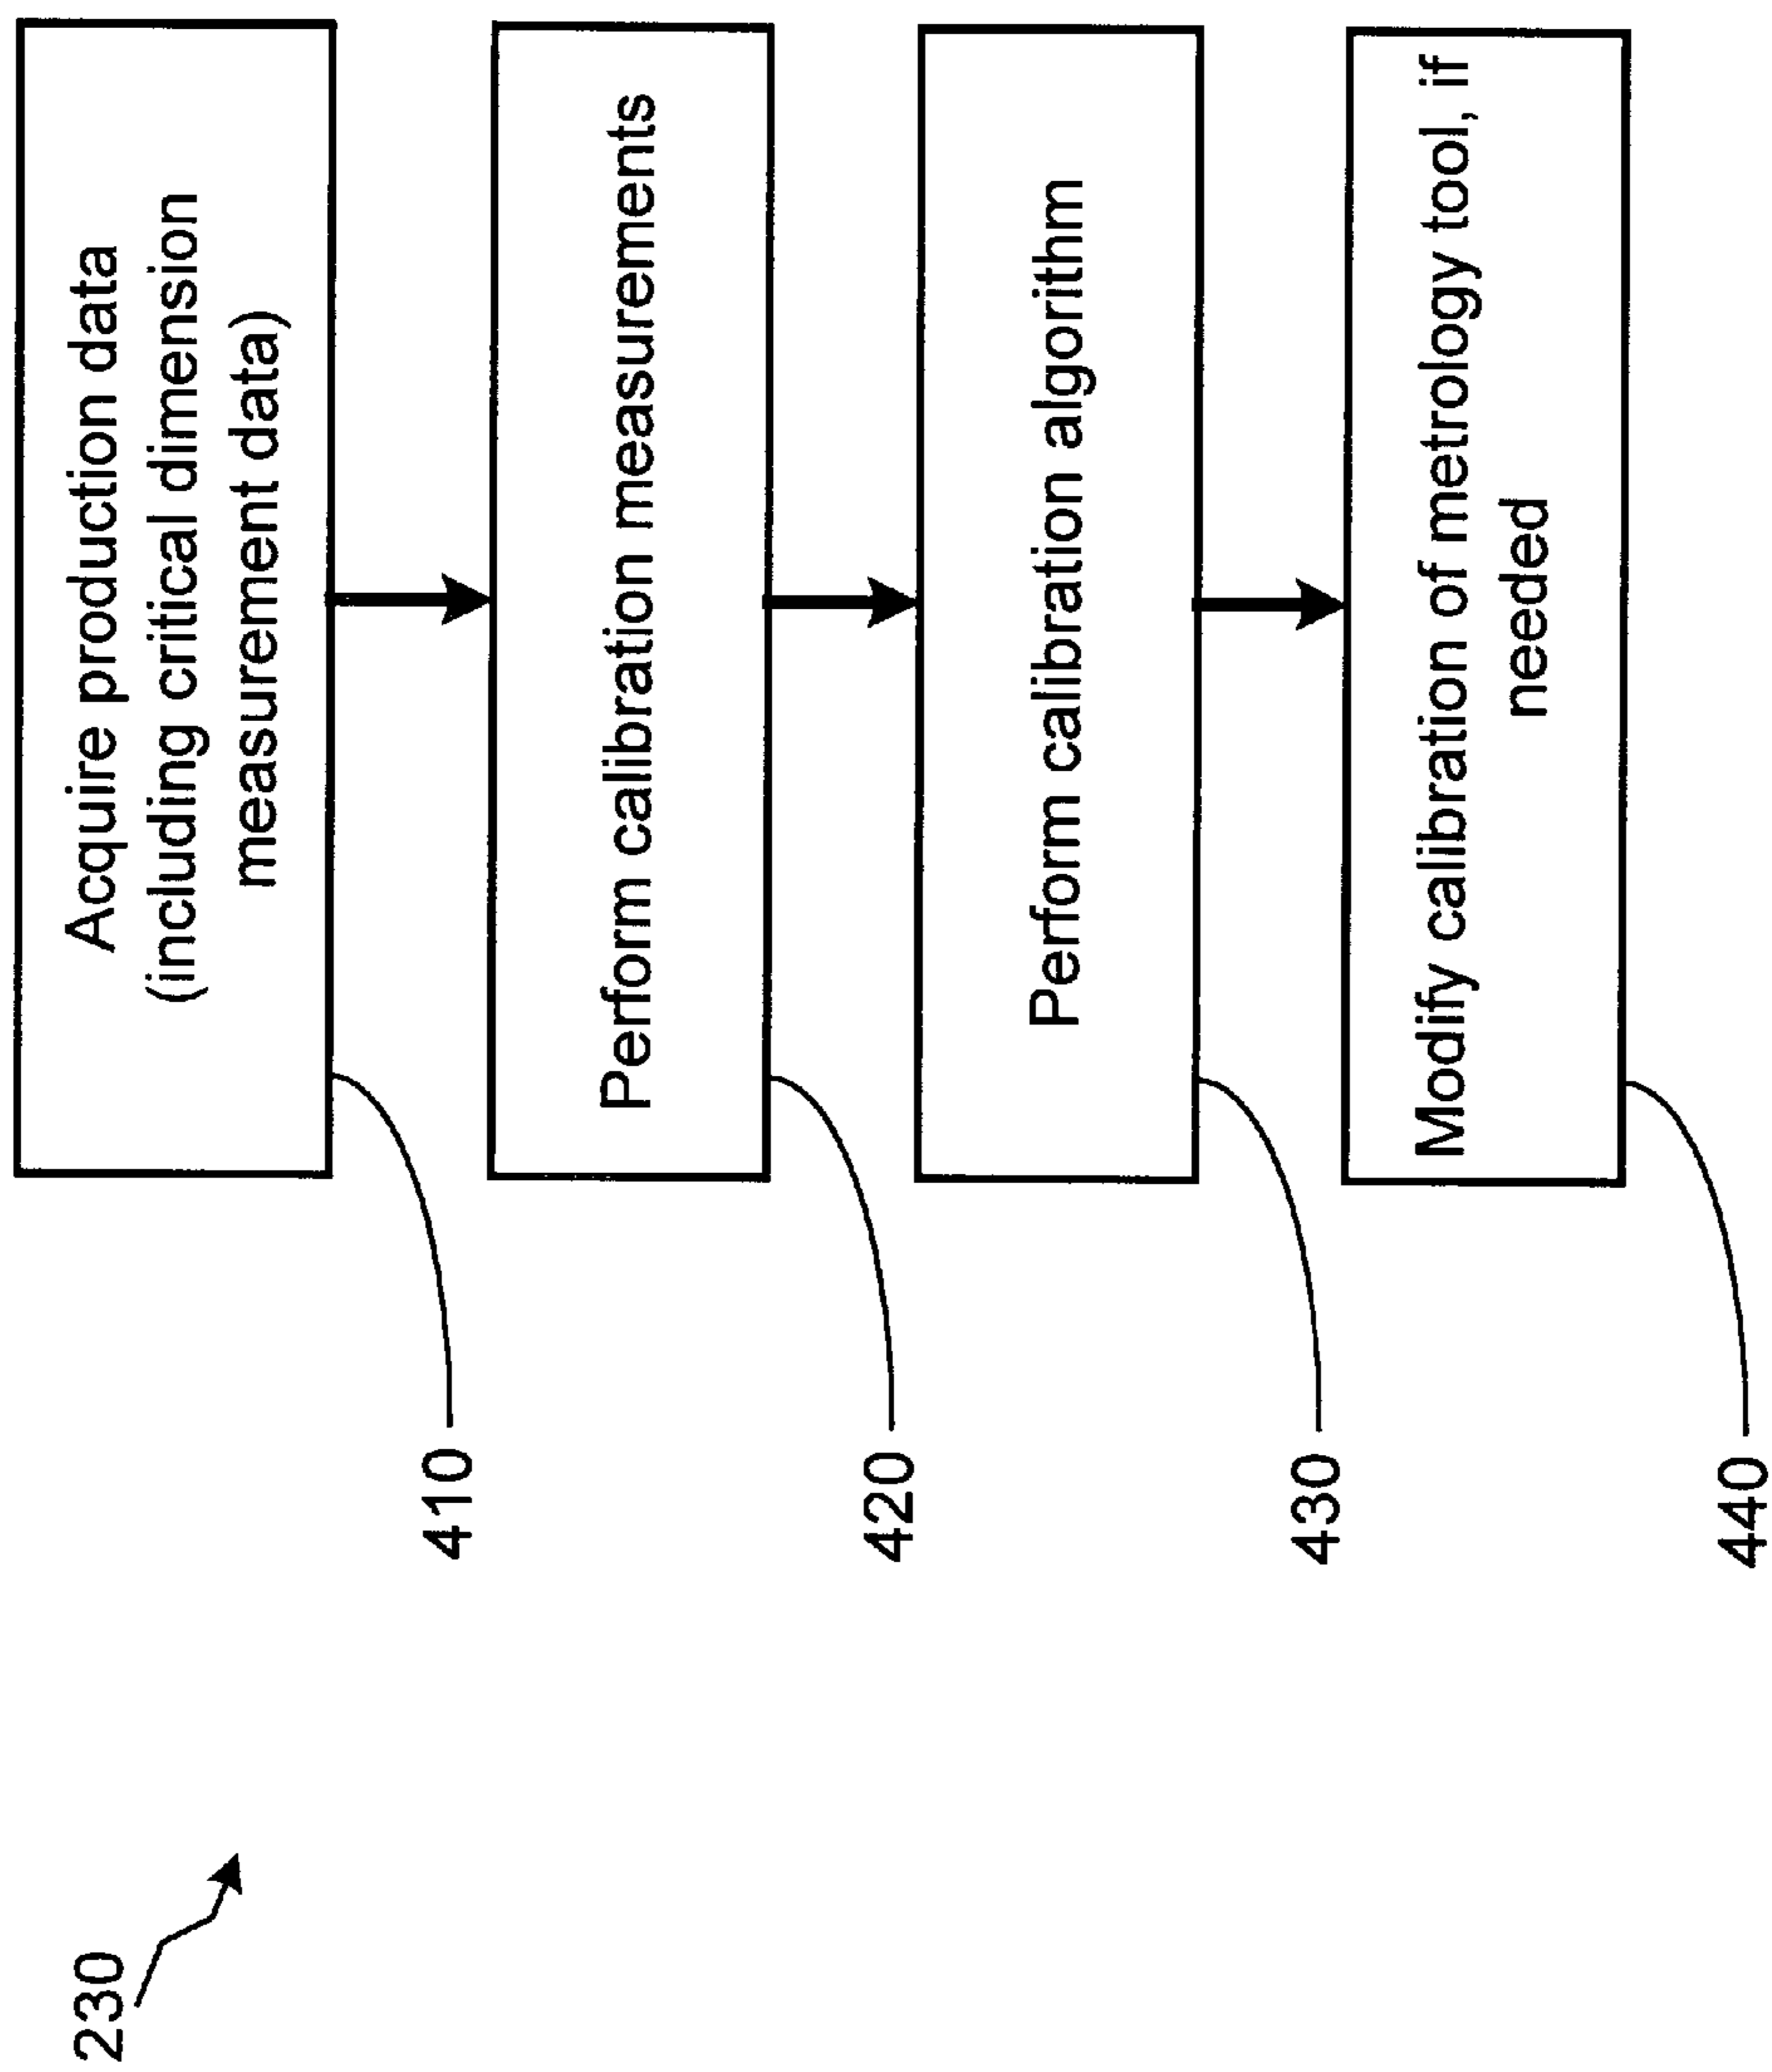 230
410
Acquire production data
(including critical dimension
measurement data)
420
Perform calibration measurements
430
Perform calibration algorithm
440
Modify calibration of metrology tool, if
needed